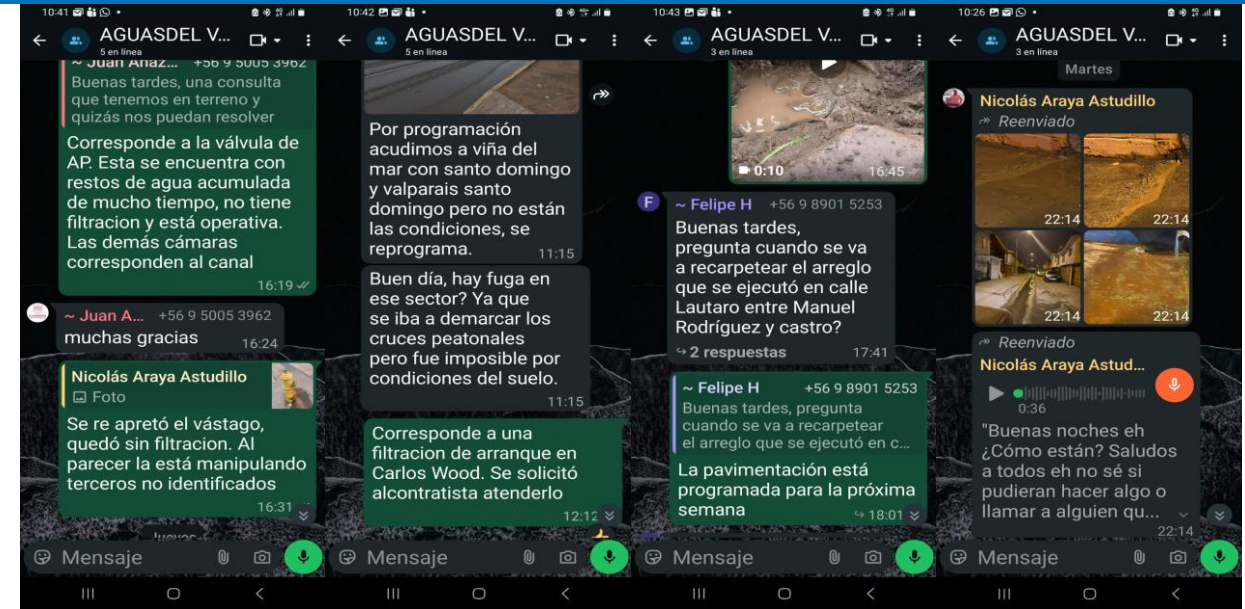 10:41
AGUASDEL V...
5 en línea
~ Juan Anaz... +56 9 5005 3962
Buenas tardes, una consulta
que tenemos en terreno y
quizás nos puedan resolver
Corresponde a la válvula de
AP. Esta se encuentra con
restos de agua acumulada
de mucho tiempo, no tiene
filtracion y está operativa.
Las demás cámaras
corresponden al canal
16:19
~ Juan A... +56 9 5005 3962
muchas gracias
16:24
Nicolás Araya Astudillo
Foto
Se re apretó el vástago,
quedó sin filtracion. Al
parecer la está manipulando
terceros no identificados
16:31
Mensaje
10:42
AGUASDEL V...
5 en línea
Por programación
acudimos a viña del
mar con santo domingo
y valparais santo
domingo pero no están
las condiciones, se
reprograma.
11:15
Buen día, hay fuga en
ese sector? Ya que
se iba a demarcar los
cruces peatonales
pero fue imposible por
condiciones del suelo.
11:15
Corresponde a una
filtracion de arranque en
Carlos Wood. Se solicitó
alcontratista atenderlo
12:12
Mensaje
10:43
AGUASDEL V...
3 en línea
0:10
16:45
F
~ Felipe H +56 9 8901 5253
Buenas tardes,
pregunta cuando se va
a recarpetear el arreglo
que se ejecutó en calle
Lautaro entre Manuel
Rodríguez y castro?
2 respuestas
17:41
~ Felipe H +56 9 8901 5253
Buenas tardes, pregunta
cuando se va a recarpetear
el arreglo que se ejecutó en c...
La pavimentación está
programada para la próxima
semana
18:01
Mensaje
10:26
AGUASDEL V...
3 en línea
Martes
Nicolás Araya Astudillo
Reenviado
22:14
22:14
22:14
22:14
Reenviado
Nicolás Araya Astud...
0:36
"Buenas noches eh
¿Cómo están? Saludos
a todos eh no sé si
pudieran hacer algo o
llamar a alguien qu...
22:14
Mensaje